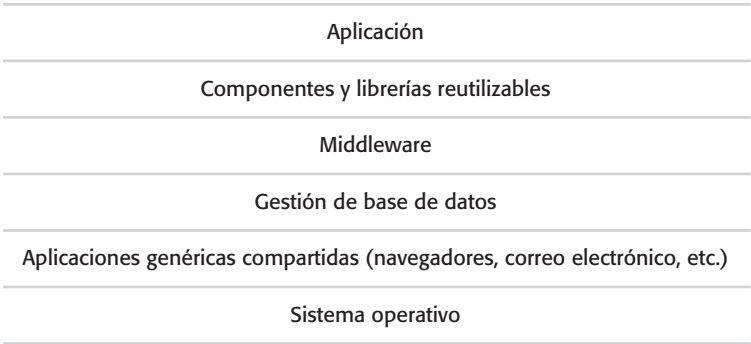 Aplicación
Componentes y librerías reutilizables
Middleware
Gestión de base de datos
Aplicaciones genéricas compartidas (navegadores, correo electrónico, etc.)
Sistema operativo